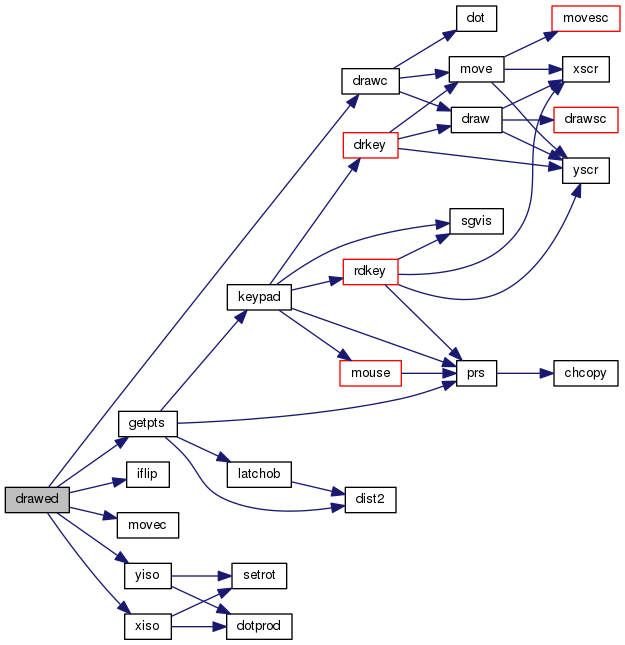 dot
movesc
drawc
move
xscr
draw
drawsc
drkey
yscr
sgvis
rdkey
keypad
mouse
prs
chcopy
getpts
latchob
iflip
drawed
dist2
movec
yiso
setrot
xiso
dotprod